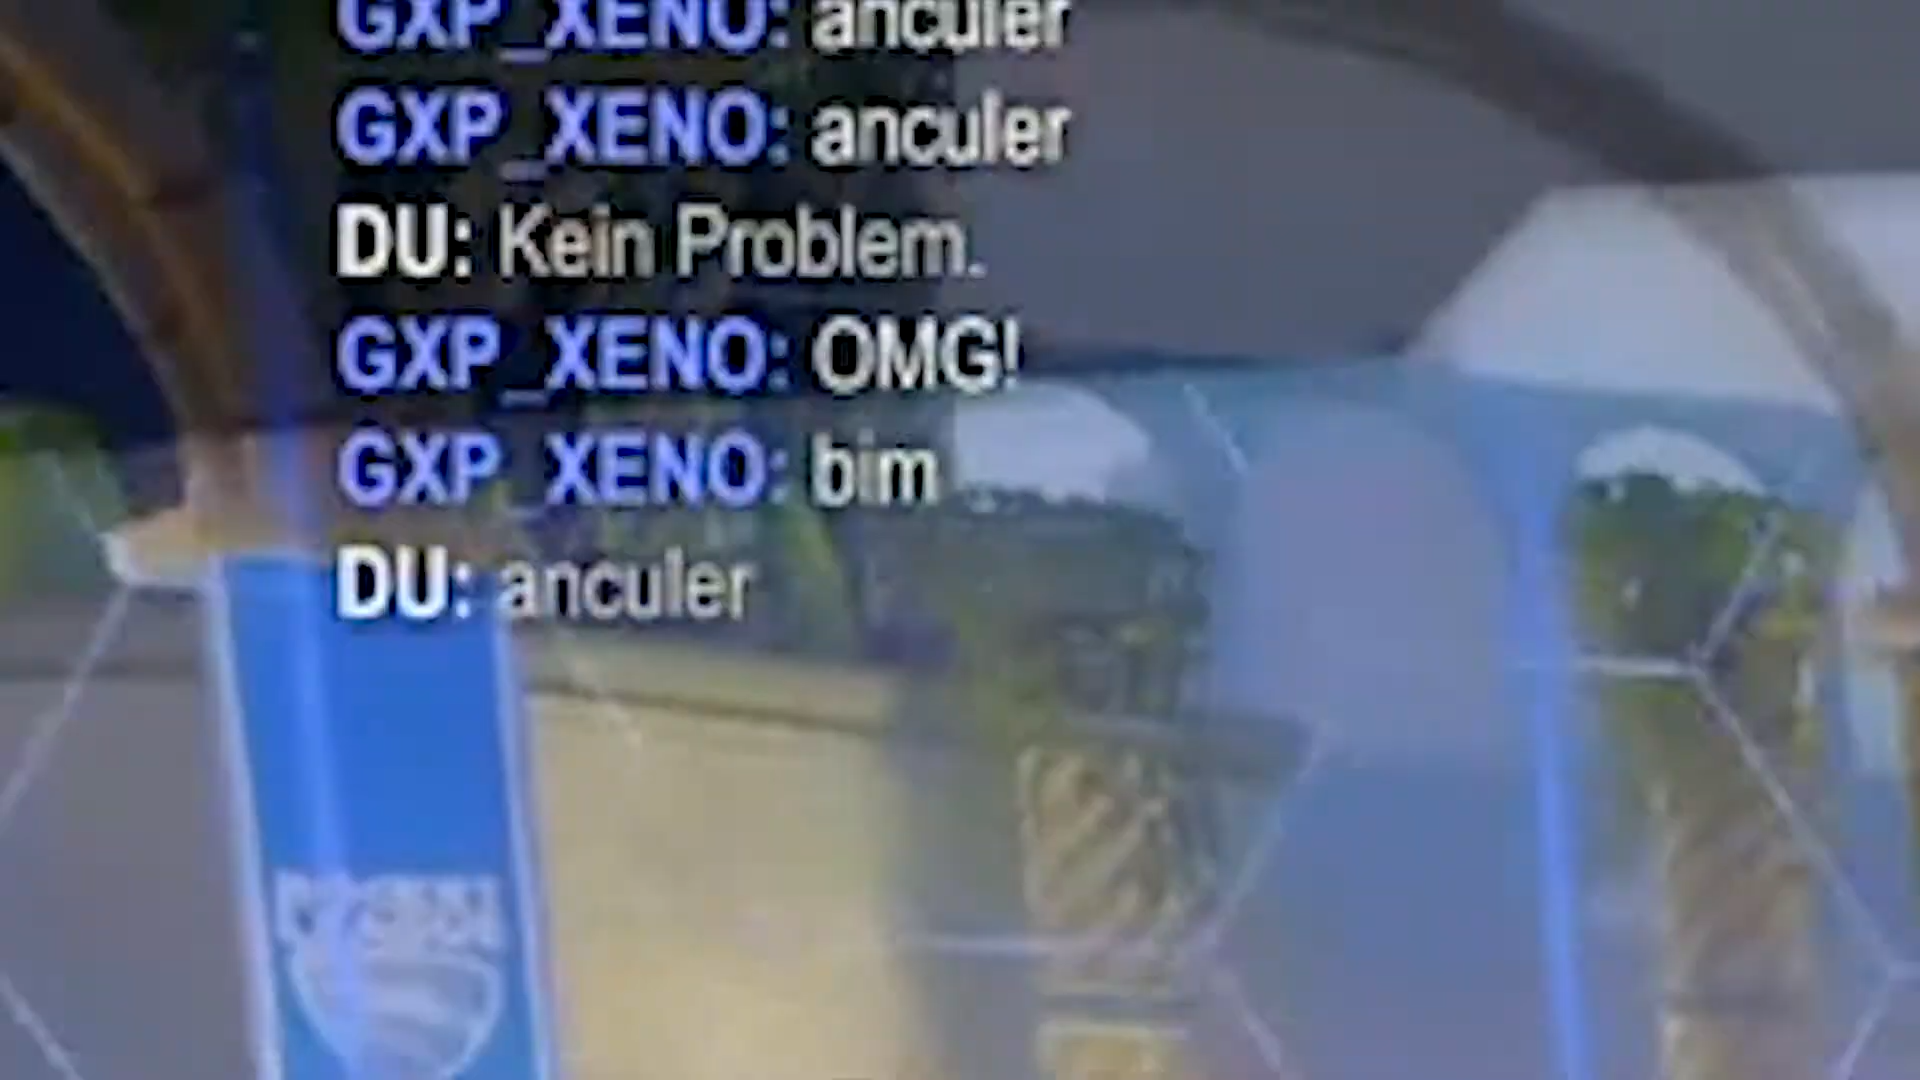 GXP_XENO: anculer
GXP_XENO: anculer
DU: Kein Problem.
GXP_XENO: OMG!
GXP_XENO: bim
DU: anculer